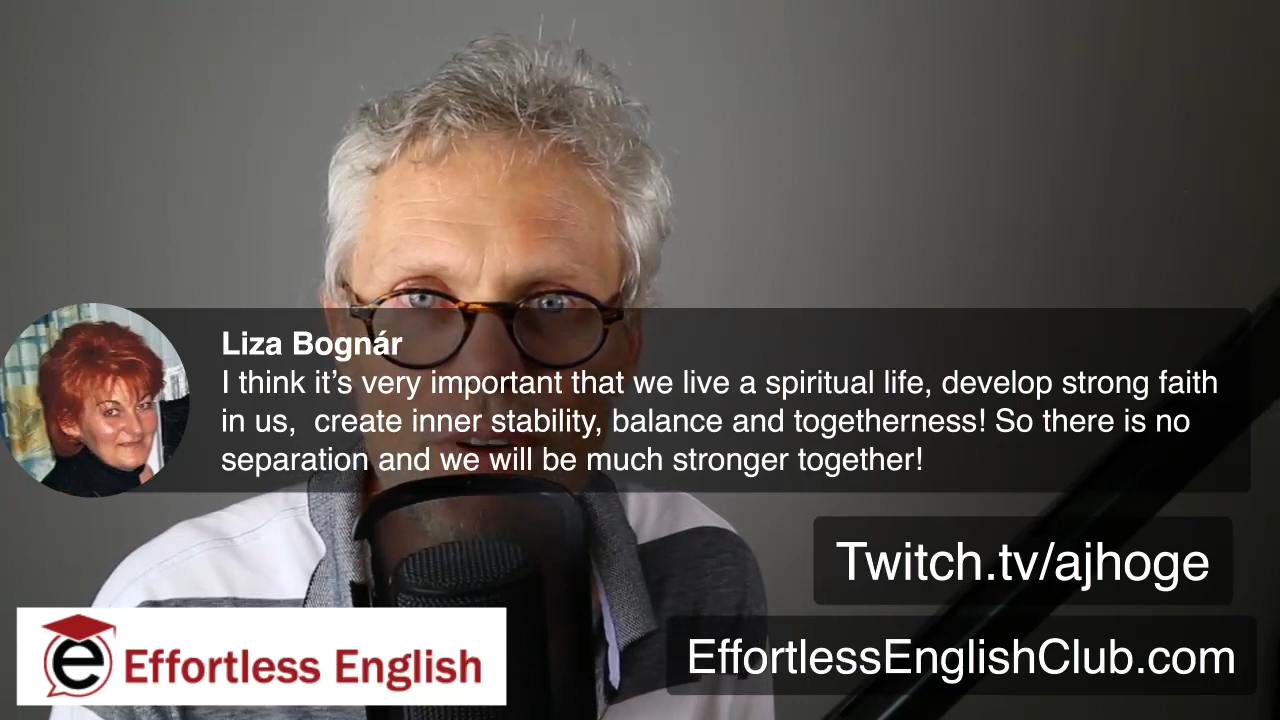 Liza Bognár
I think it’s very important that we live a spiritual life, develop strong faith
in us,  create inner stability, balance and togetherness! So there is no
separation and we will be much stronger together!
Twitch.tv/ajhoge
EffortlessEnglishClub.com
e Effortless English